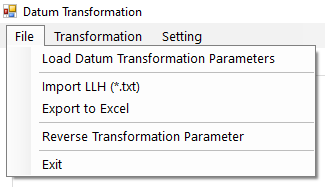 Datum Transformation
File Transformation Setting
Load Datum Transformation Parameters
Import LLH (*.txt)
Export to Excel
Reverse Transformation Parameter
Exit